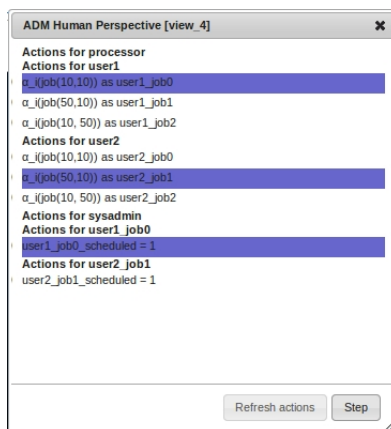 ADM Human Perspective [view_4]
Actions for processor
Actions for user1
α_i(job(10,10)) as user1_job0
α_i(job(50,10)) as user1_job1
α_i(job(10, 50)) as user1_job2
Actions for user2
α_i(job(10,10)) as user2_job0
α_i(job(50,10)) as user2_job1
α_i(job(10, 50)) as user2_job2
Actions for sysadmin
Actions for user1_job0
user1_job0_scheduled = 1
Actions for user2_job1
user2_job1_scheduled = 1
Refresh actions Step